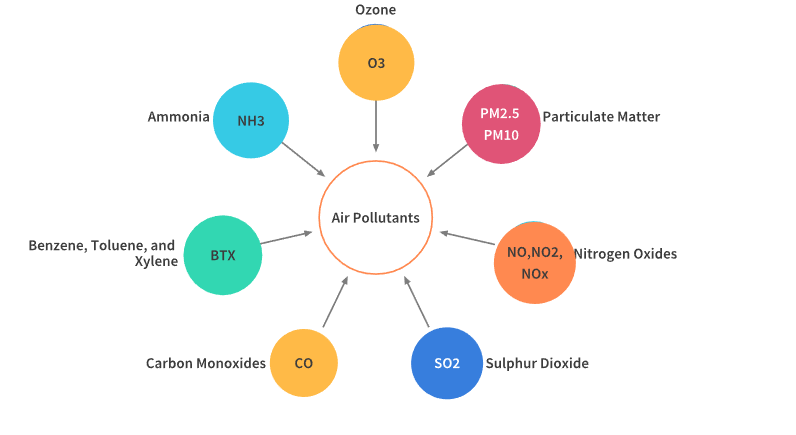 Ozone
O3
Ammonia
NH3
PM2.5
PM10
Particulate Matter
Air Pollutants
Benzene, Toluene, and
Xylene
BTX
NO,NO2,
NOx
Nitrogen Oxides
Carbon Monoxides
CO
SO2
Sulphur Dioxide